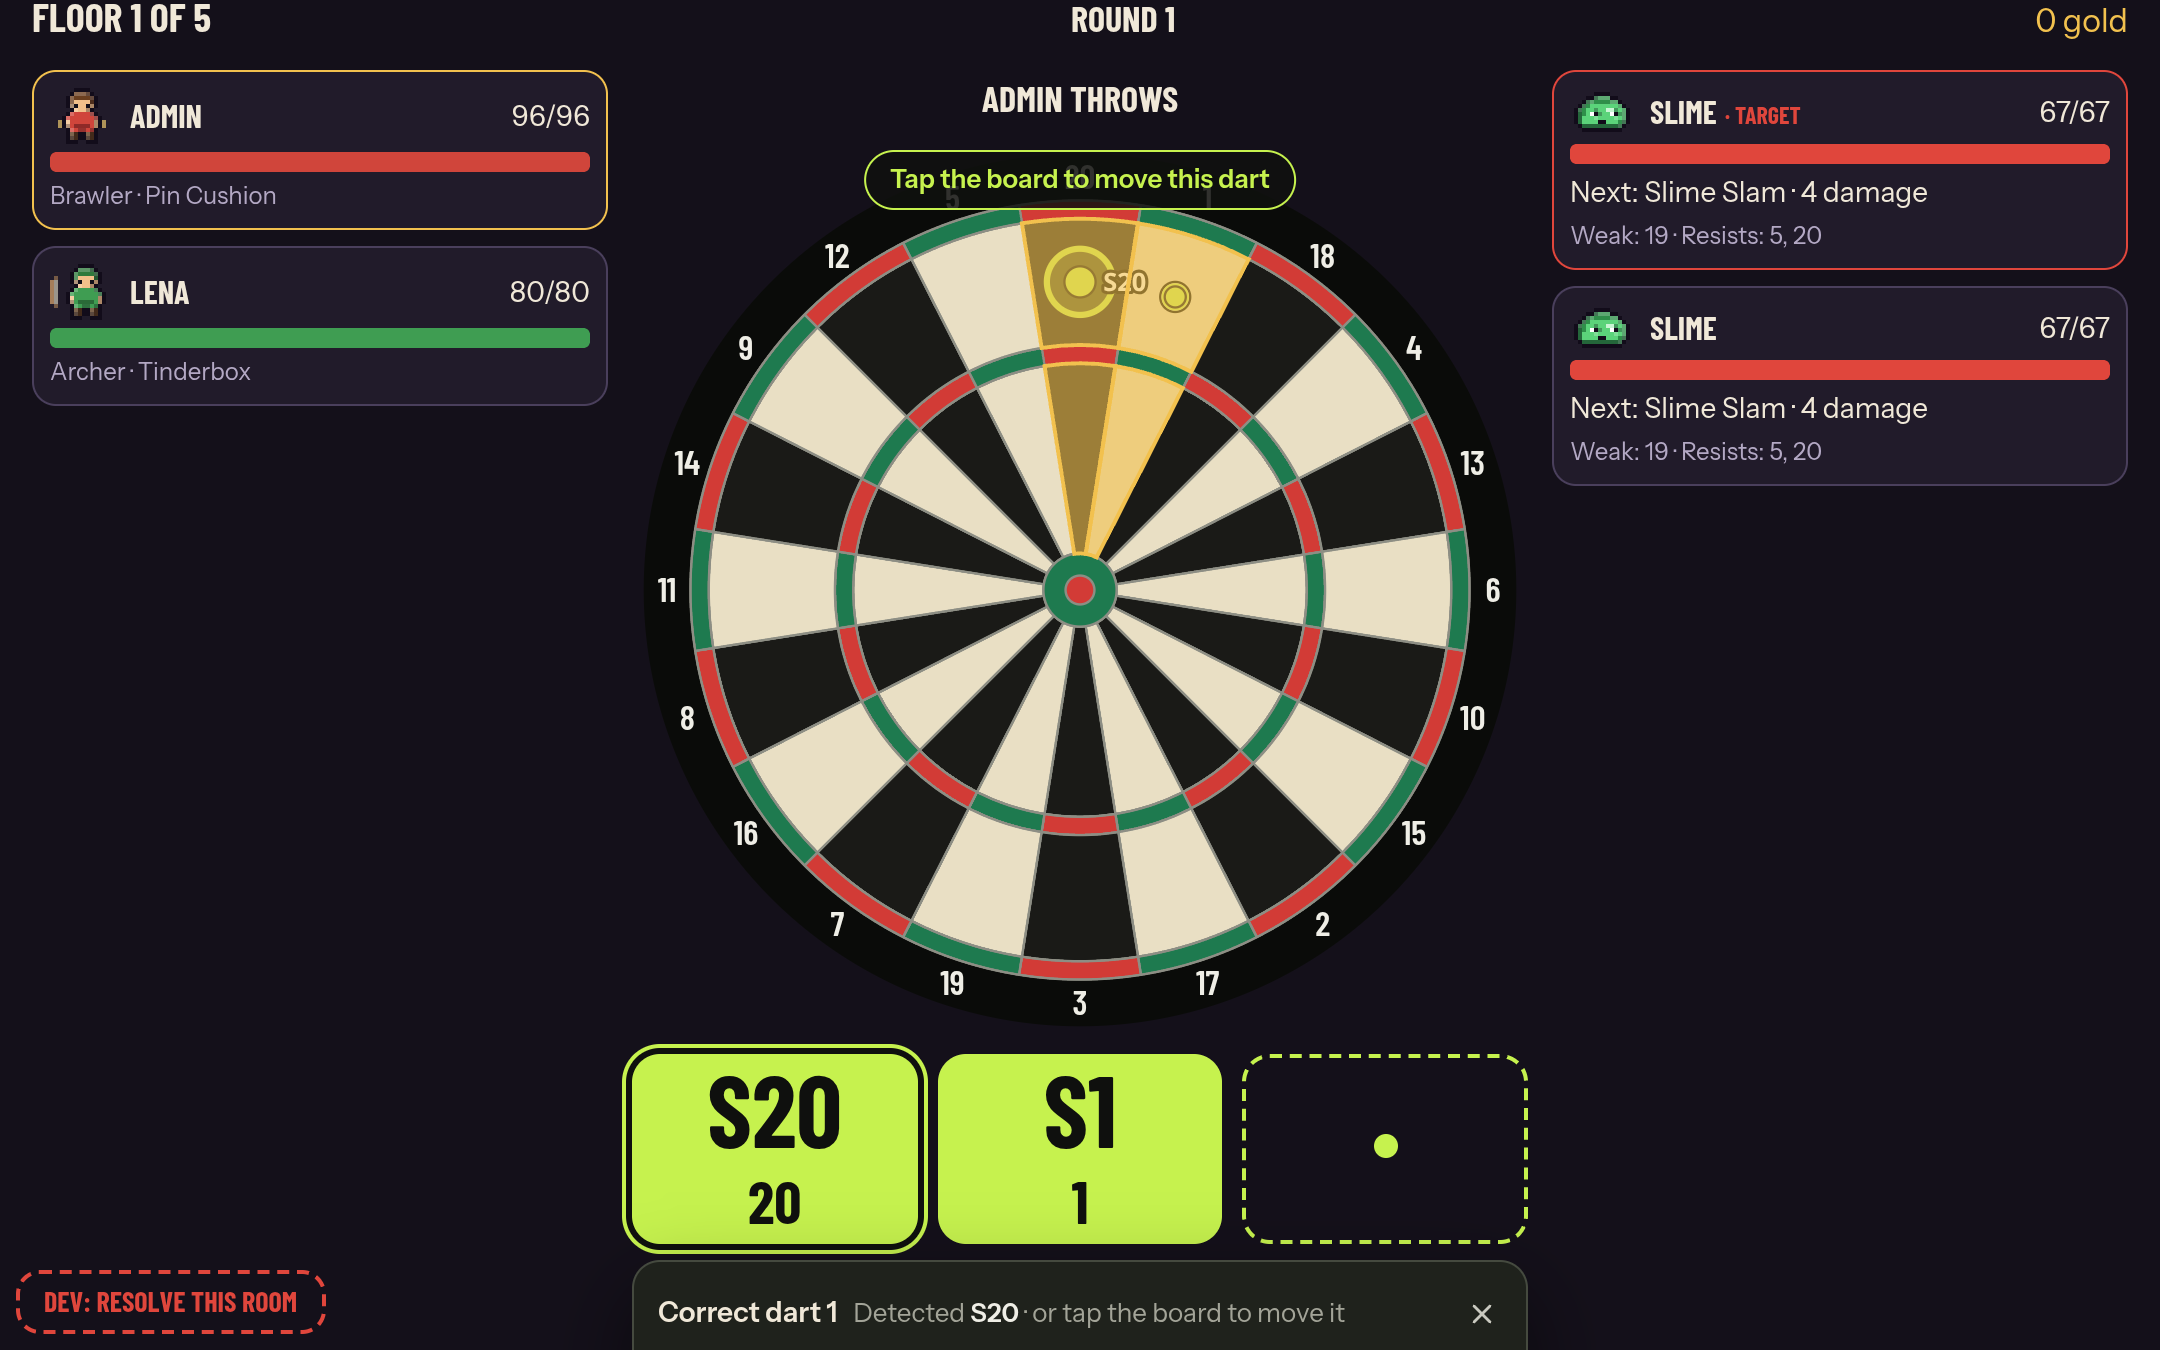 FLOOR 1 OF 5
ROUND 1
0 gold
ADMIN
96/96
Brawler · Pin Cushion
LENA
80/80
Archer · Tinderbox
ADMIN THROWS
Tap the board to move this dart
20
5
1
12
18
9
4
14
13
11
6
8
10
16
15
7
2
19
17
3
S20
SLIME · TARGET
67/67
Next: Slime Slam · 4 damage
Weak: 19 · Resists: 5, 20
SLIME
67/67
Next: Slime Slam · 4 damage
Weak: 19 · Resists: 5, 20
S20
20
S1
1
DEV: RESOLVE THIS ROOM
Correct dart 1 Detected S20 · or tap the board to move it